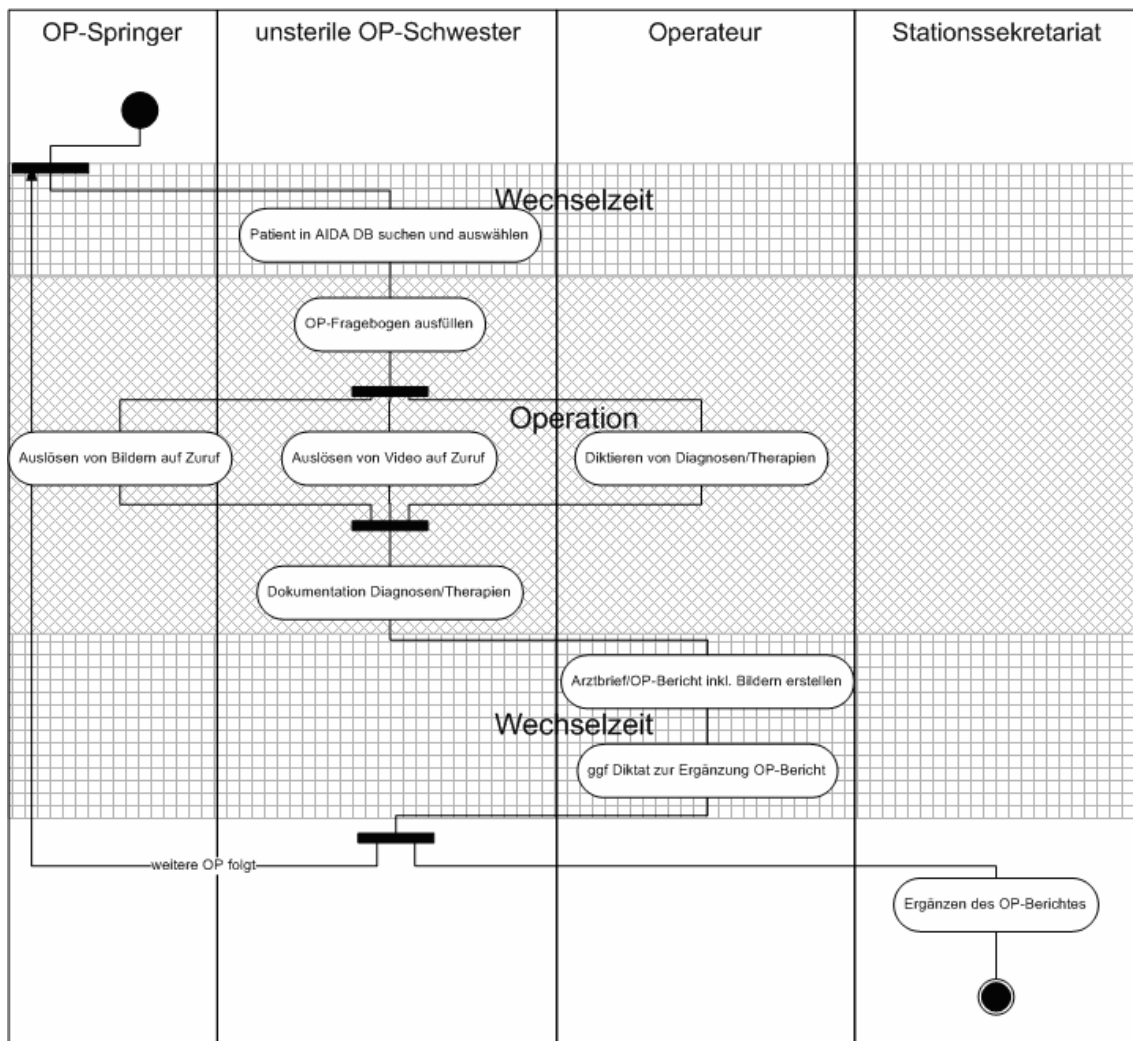 OP-Springer
unsterile OP-Schwester
Operateur
Stationssekretariat
Wechselzeit
Patient in AIDA DB suchen und auswählen
OP-Fragebogen ausfüllen
Operation
Auslösen von Bildern auf Zuruf
Auslösen von Video auf Zuruf
Diktieren von Diagnosen/Therapien
Dokumentation Diagnosen/Therapien
Arztbrief/OP-Bericht inkl. Bildern erstellen
Wechselzeit
ggf Diktat zur Ergänzung OP-Bericht
weitere OP folgt
Ergänzen des OP-Berichtes